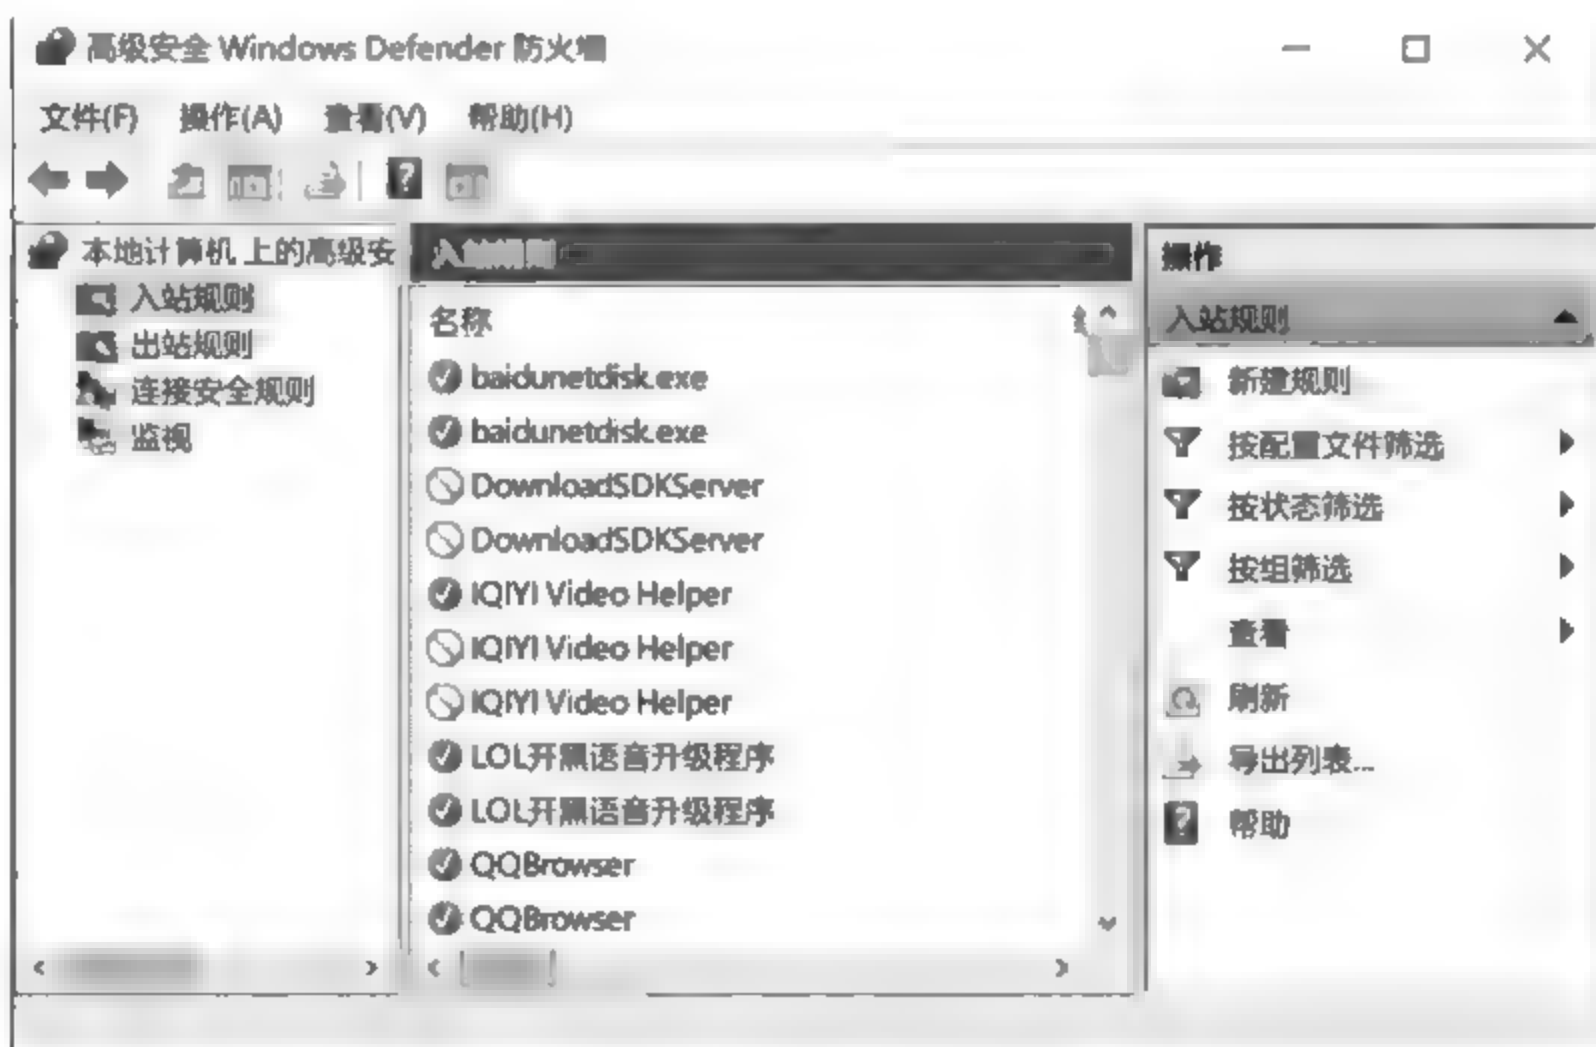 高级安全 Windows Defender 防火墙
文件(F) 操作(A) 查看(V) 帮助(H)
本地计算机 上的高级安
入站规则
出站规则
连接安全规则
监视
入站规则
名称
baidunetdisk.exe
baidunetdisk.exe
DownloadSDKServer
DownloadSDKServer
IQIYI Video Helper
IQIYI Video Helper
IQIYI Video Helper
LOL开黑语音升级程序
LOL开黑语音升级程序
QQBrowser
QQBrowser
操作
入站规则
新建规则
按配置文件筛选
按状态筛选
按组筛选
查看
刷新
导出列表...
帮助